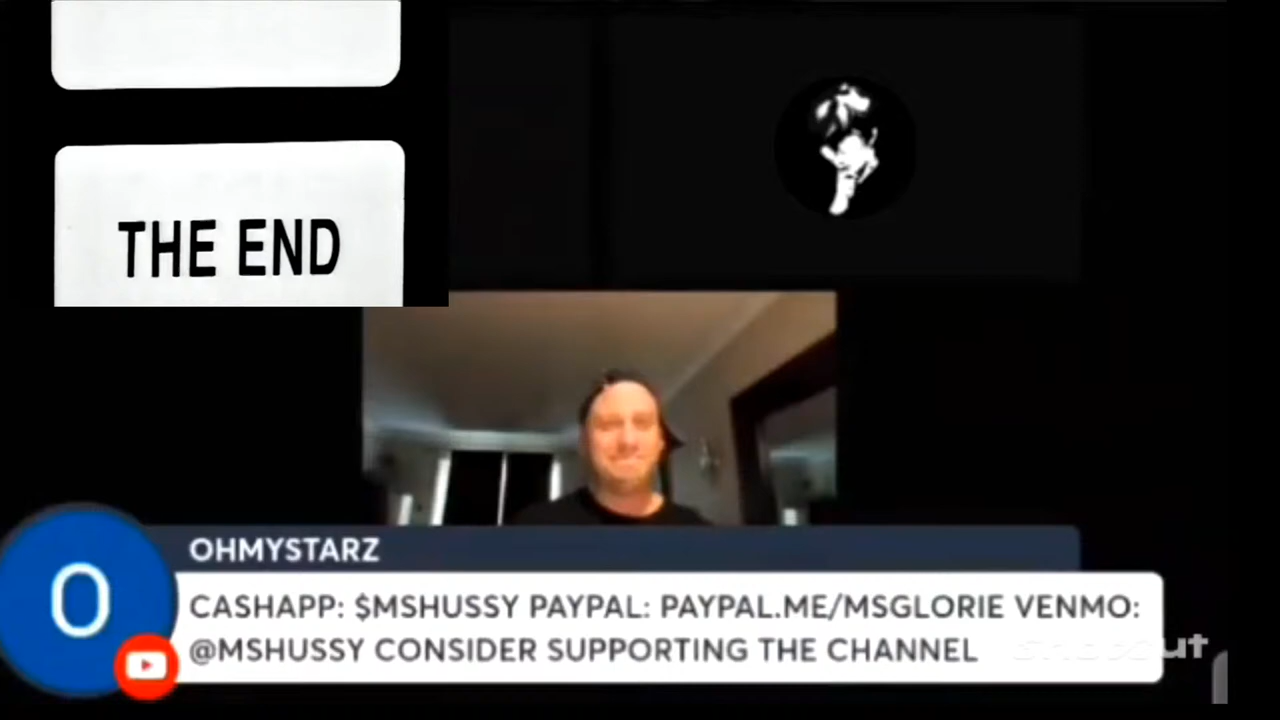 THE END
OHMYSTARZ
O
CASHAPP: $MSHUSSY PAYPAL: PAYPAL.ME/MSGLORIE VENMO:
@MSHUSSY CONSIDER SUPPORTING THE CHANNEL